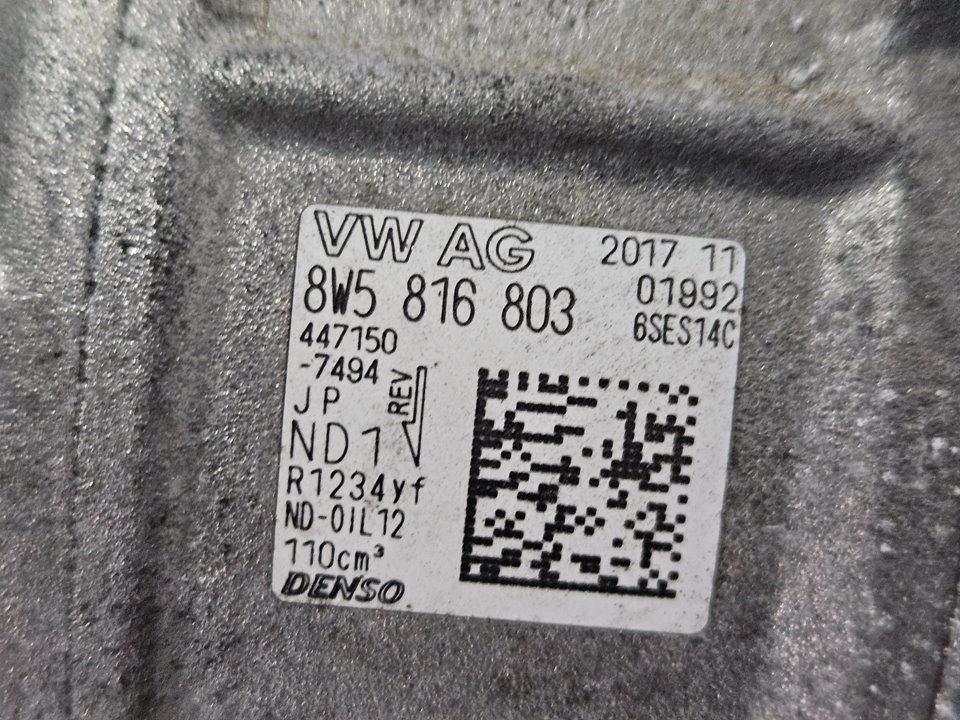 VW AG 2017 11
8W5 816 803 01992
447150 6SES14C
-7494
JP REV
ND1
R1234yf
ND-OIL12
110cm³
DENSO